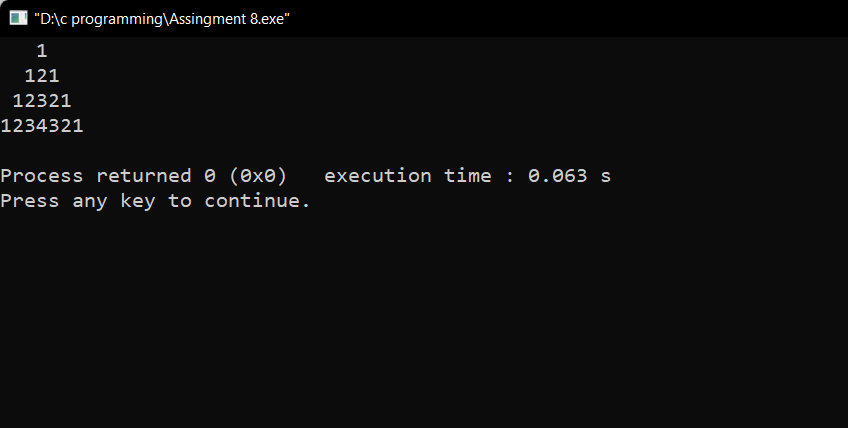 "D:\c programming\Assingment 8.exe"
   1
  121
 12321
1234321
Process returned 0 (0x0)   execution time : 0.063 s
Press any key to continue.